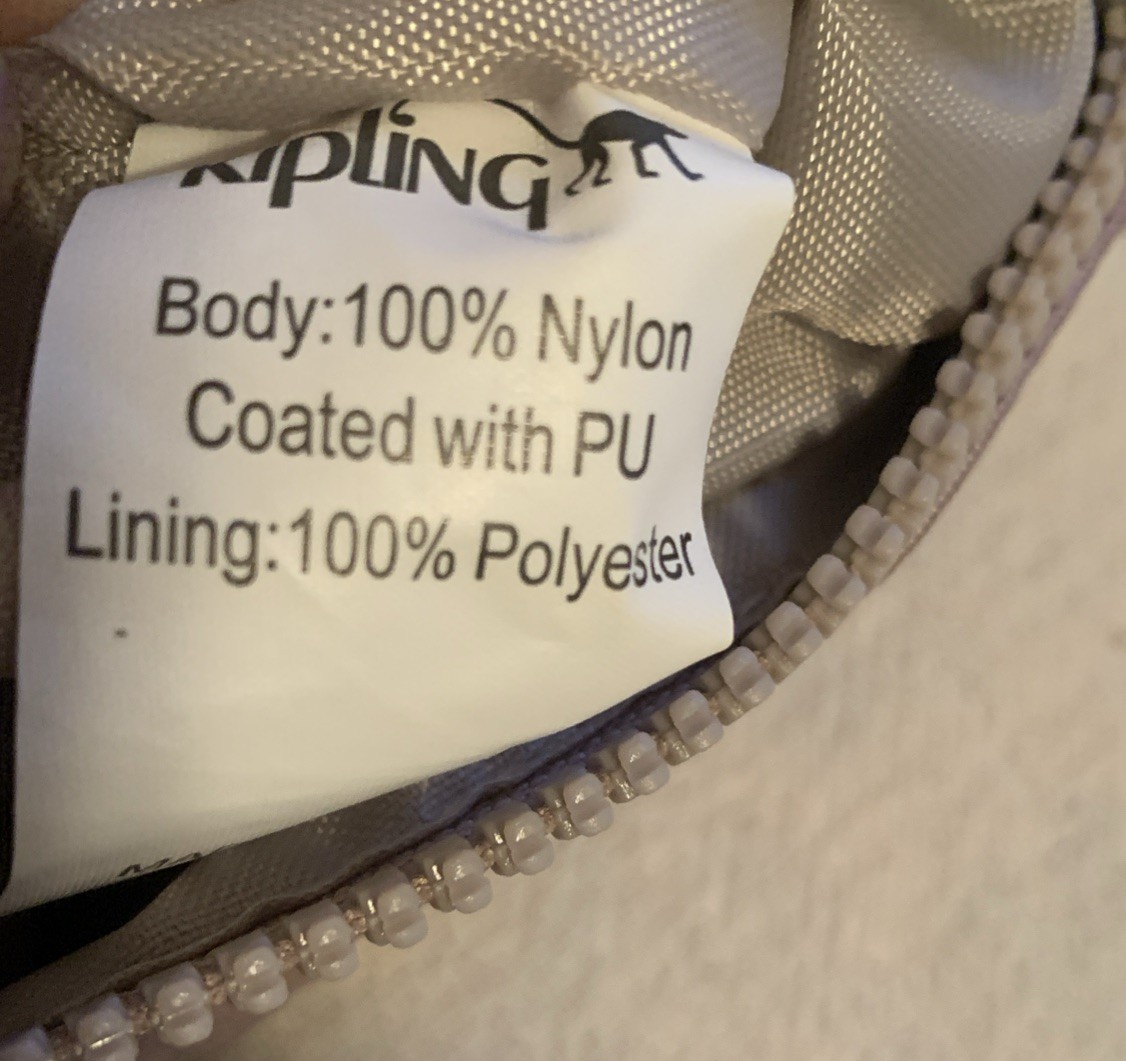 Kipling
Body:100% Nylon
Coated with PU
Lining:100% Polyester